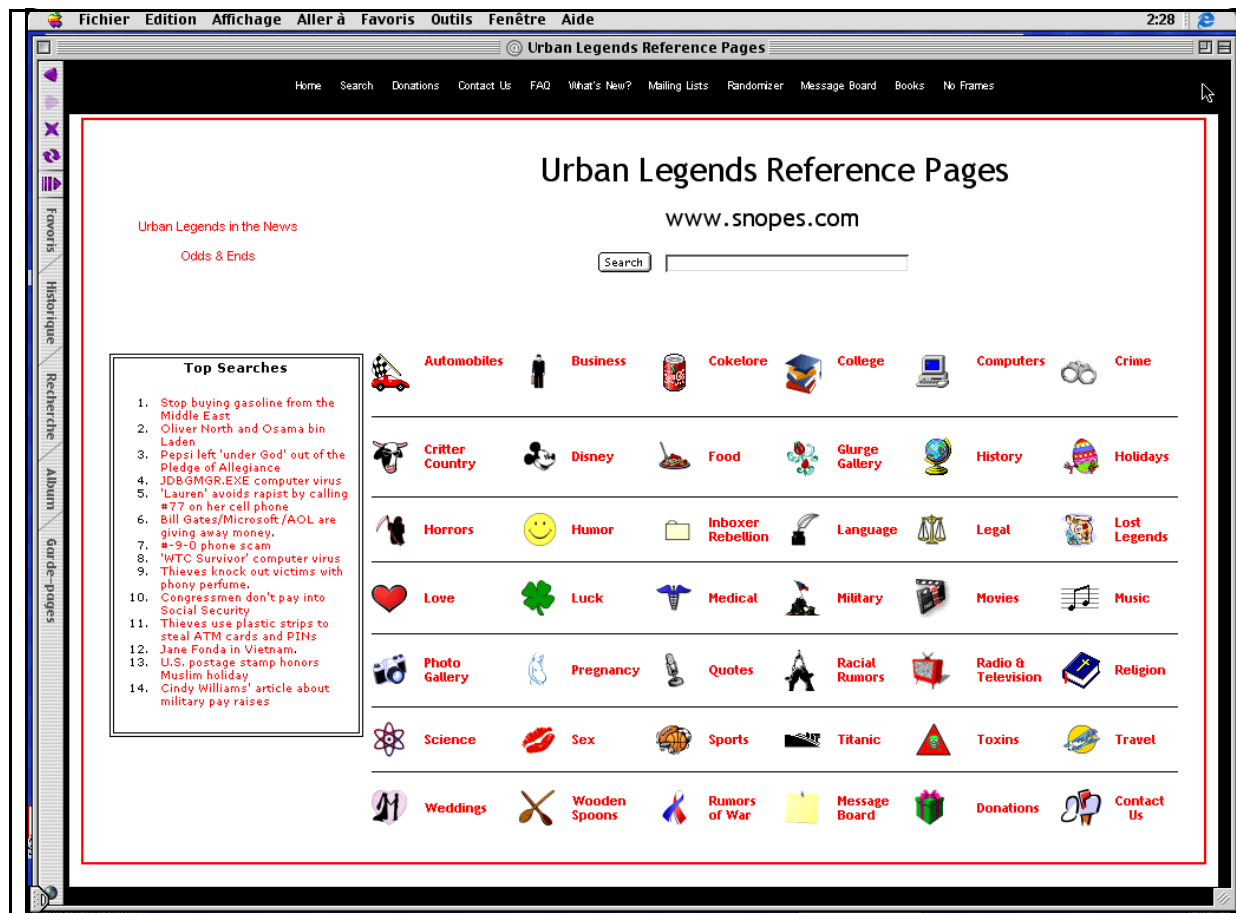 Fichier Edition Affichage Aller à Favoris Outils Fenêtre Aide 2:28
Urban Legends Reference Pages
Home Search Donations Contact Us FAQ What's New? Mailing Lists Randomizer Message Board Books No Frames
Favoris
Historique
Recherche
Album
Garde-pages
Urban Legends Reference Pages
www.snopes.com
Urban Legends in the News
Odds & Ends
Search
Top Searches
1. Stop buying gasoline from the
Middle East
2. Oliver North and Osama bin
Laden
3. Pepsi left 'under God' out of the
Pledge of Allegiance
4. JDBGMGR.EXE computer virus
5. 'Lauren' avoids rapist by calling
#77 on her cell phone
6. Bill Gates/Microsoft/AOL are
giving away money.
7. #-9-0 phone scam
8. 'WTC Survivor' computer virus
9. Thieves knock out victims with
phony perfume.
10. Congressmen don't pay into
Social Security
11. Thieves use plastic strips to
steal ATM cards and PINs
12. Jane Fonda in Vietnam.
13. U.S. postage stamp honors
Muslim holiday
14. Cindy Williams' article about
military pay raises
Automobiles Business Cokelore College Computers Crime
Critter
Country
Disney
Food
Glurge
Gallery
History
Holidays
Horrors
Humor
Inboxer
Rebellion
Language
Legal
Lost
Legends
Love Luck Medical Military Movies Music
Photo
Gallery
Pregnancy
Quotes
Racial
Rumors
Radio &
Television
Religion
Science Sex Sports Titanic Toxins Travel
Weddings
Wooden
Spoons
Rumors
of War
Message
Board
Donations
Contact
Us